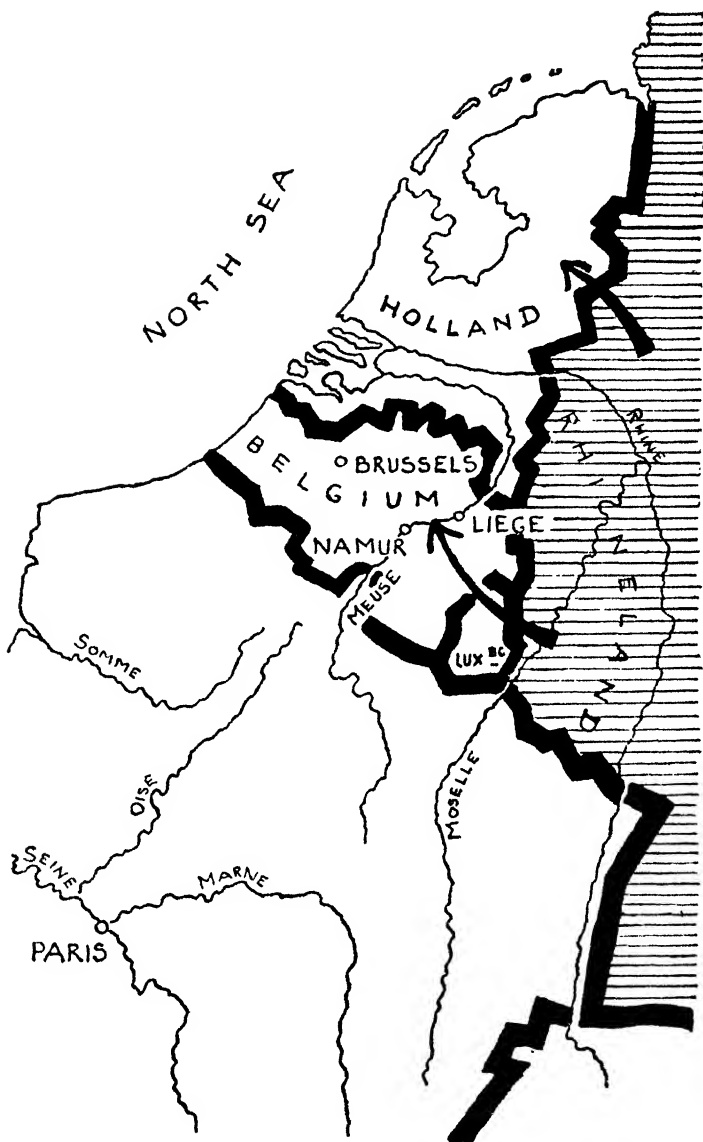 NORTH SEA
HOLLAND
RHINE
RHINELAND
BELGIUM
BRUSSELS
LIEGE
NAMUR
MEUSE
LUX BG
SOMME
OISE
MOSELLE
SEINE
MARNE
PARIS